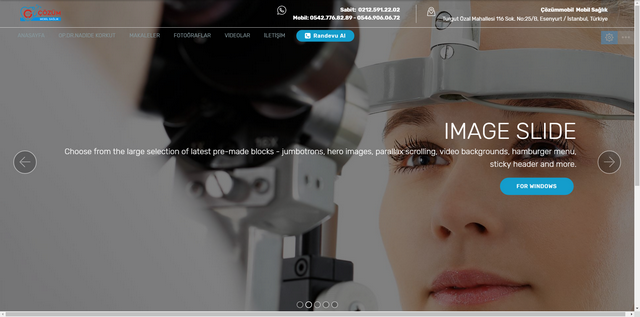 Sabit: 0212.591.22.02
Mobil: 0542.776.82.89 - 0546.906.06.72
Çözümmobil Mobil Sağlık
Turgut Özal Mahallesi 116 Sok. No:25/B, Esenyurt / İstanbul, Türkiye
ANASAYFA
MAKALELER
FOTOĞRAFLAR
VİDEOLAR
İLETİŞİM
Randevu Al
IMAGE SLIDE
Choose from the large selection of latest pre-made blocks - jumbotrons, hero images, parallax scrolling, video backgrounds, hamburger menu,
sticky header and more.
FOR WINDOWS